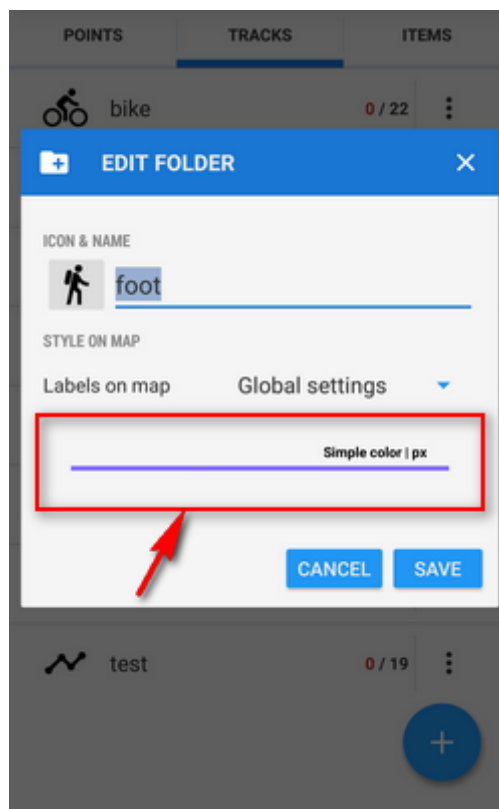 POINTS TRACKS ITEMS
bike 0 / 22
EDIT FOLDER
ICON & NAME
foot
STYLE ON MAP
Labels on map Global settings
Simple color | px
CANCEL SAVE
test 0 / 19